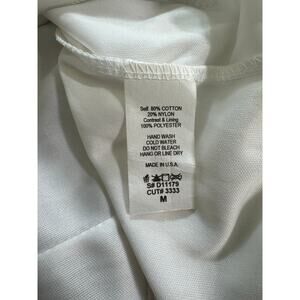 Self: 80% COTTON
20% NYLON
Contrast & Lining
100% POLYESTER
HAND WASH
COLD WATER
DO NOT BLEACH
HANG OR LINE DRY
MADE IN U.S.A.
S# D11179
CUT# 3333
M